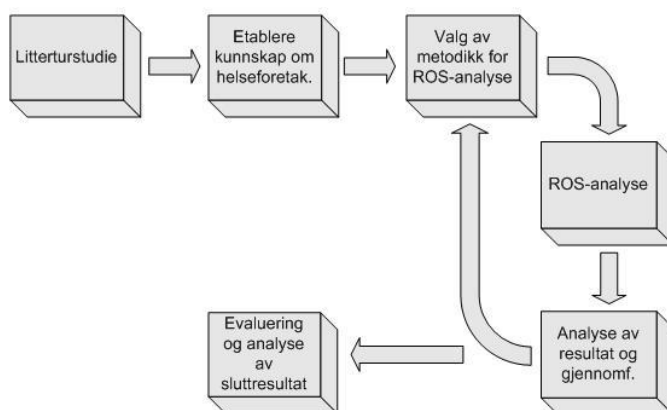 Litterturstudie
Etablere
kunnskap om
helseforetak.
Valg av
metodikk for
ROS-analyse
ROS-analyse
Analyse av
resultat og
gjennomf.
Evaluering
og analyse
av
sluttresultat